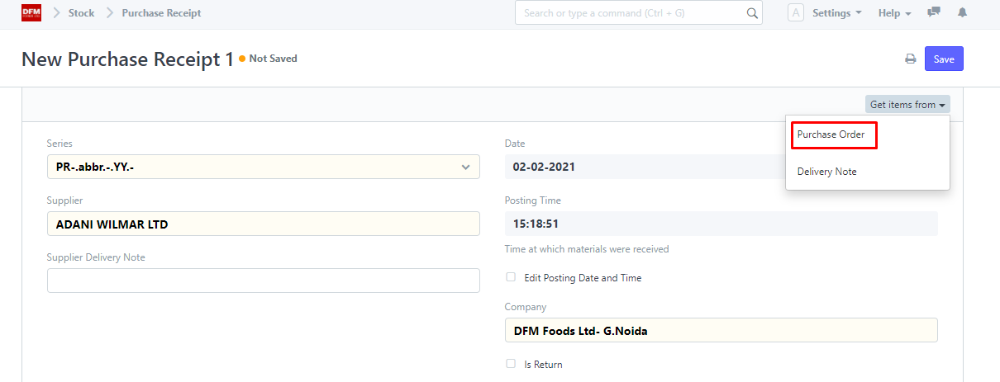 DFM
Stock
Purchase Receipt
Search or type a command (Ctrl + G)
A
Settings
Help
New Purchase Receipt 1
Not Saved
Save
Get items from
Purchase Order
Delivery Note
Series
PR-.abbr.-.YY.-
Supplier
ADANI WILMAR LTD
Supplier Delivery Note
Date
02-02-2021
Posting Time
15:18:51
Time at which materials were received
Edit Posting Date and Time
Company
DFM Foods Ltd- G.Noida
Is Return